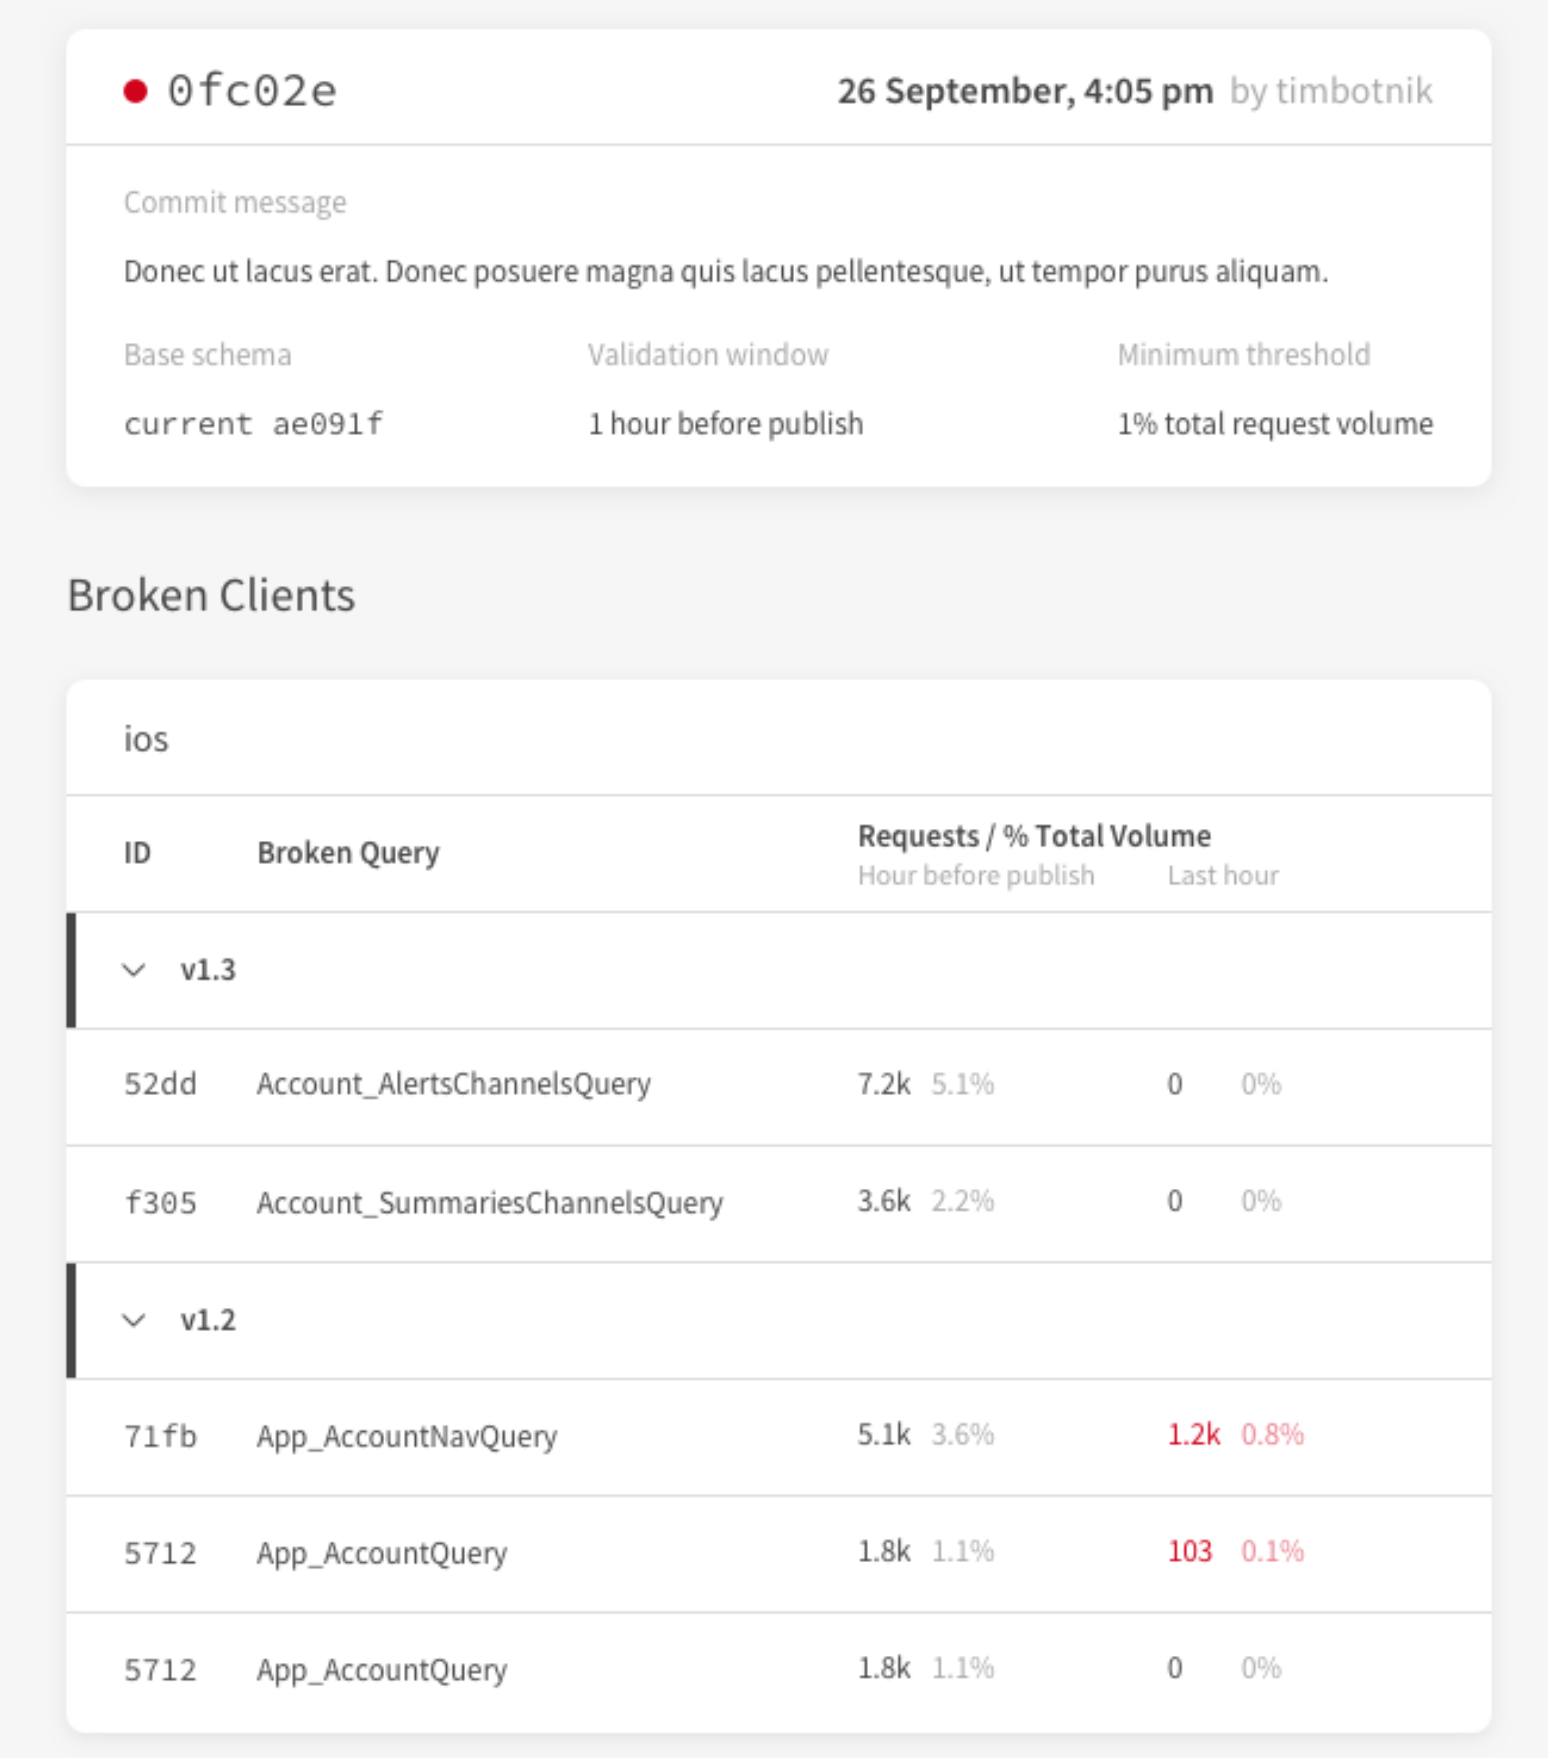 0fc02e 26 September, 4:05 pm by timbotnik
Commit message
Donec ut lacus erat. Donec posuere magna quis lacus pellentesque, ut tempor purus aliquam.
Base schema Validation window Minimum threshold
current ae091f 1 hour before publish 1% total request volume
Broken Clients
ios
ID Broken Query Requests / % Total Volume
Hour before publish Last hour
v1.3
52dd Account_AlertsChannelsQuery 7.2k 5.1% 0 0%
f305 Account_SummariesChannelsQuery 3.6k 2.2% 0 0%
v1.2
71fb App_AccountNavQuery 5.1k 3.6% 1.2k 0.8%
5712 App_AccountQuery 1.8k 1.1% 103 0.1%
5712 App_AccountQuery 1.8k 1.1% 0 0%